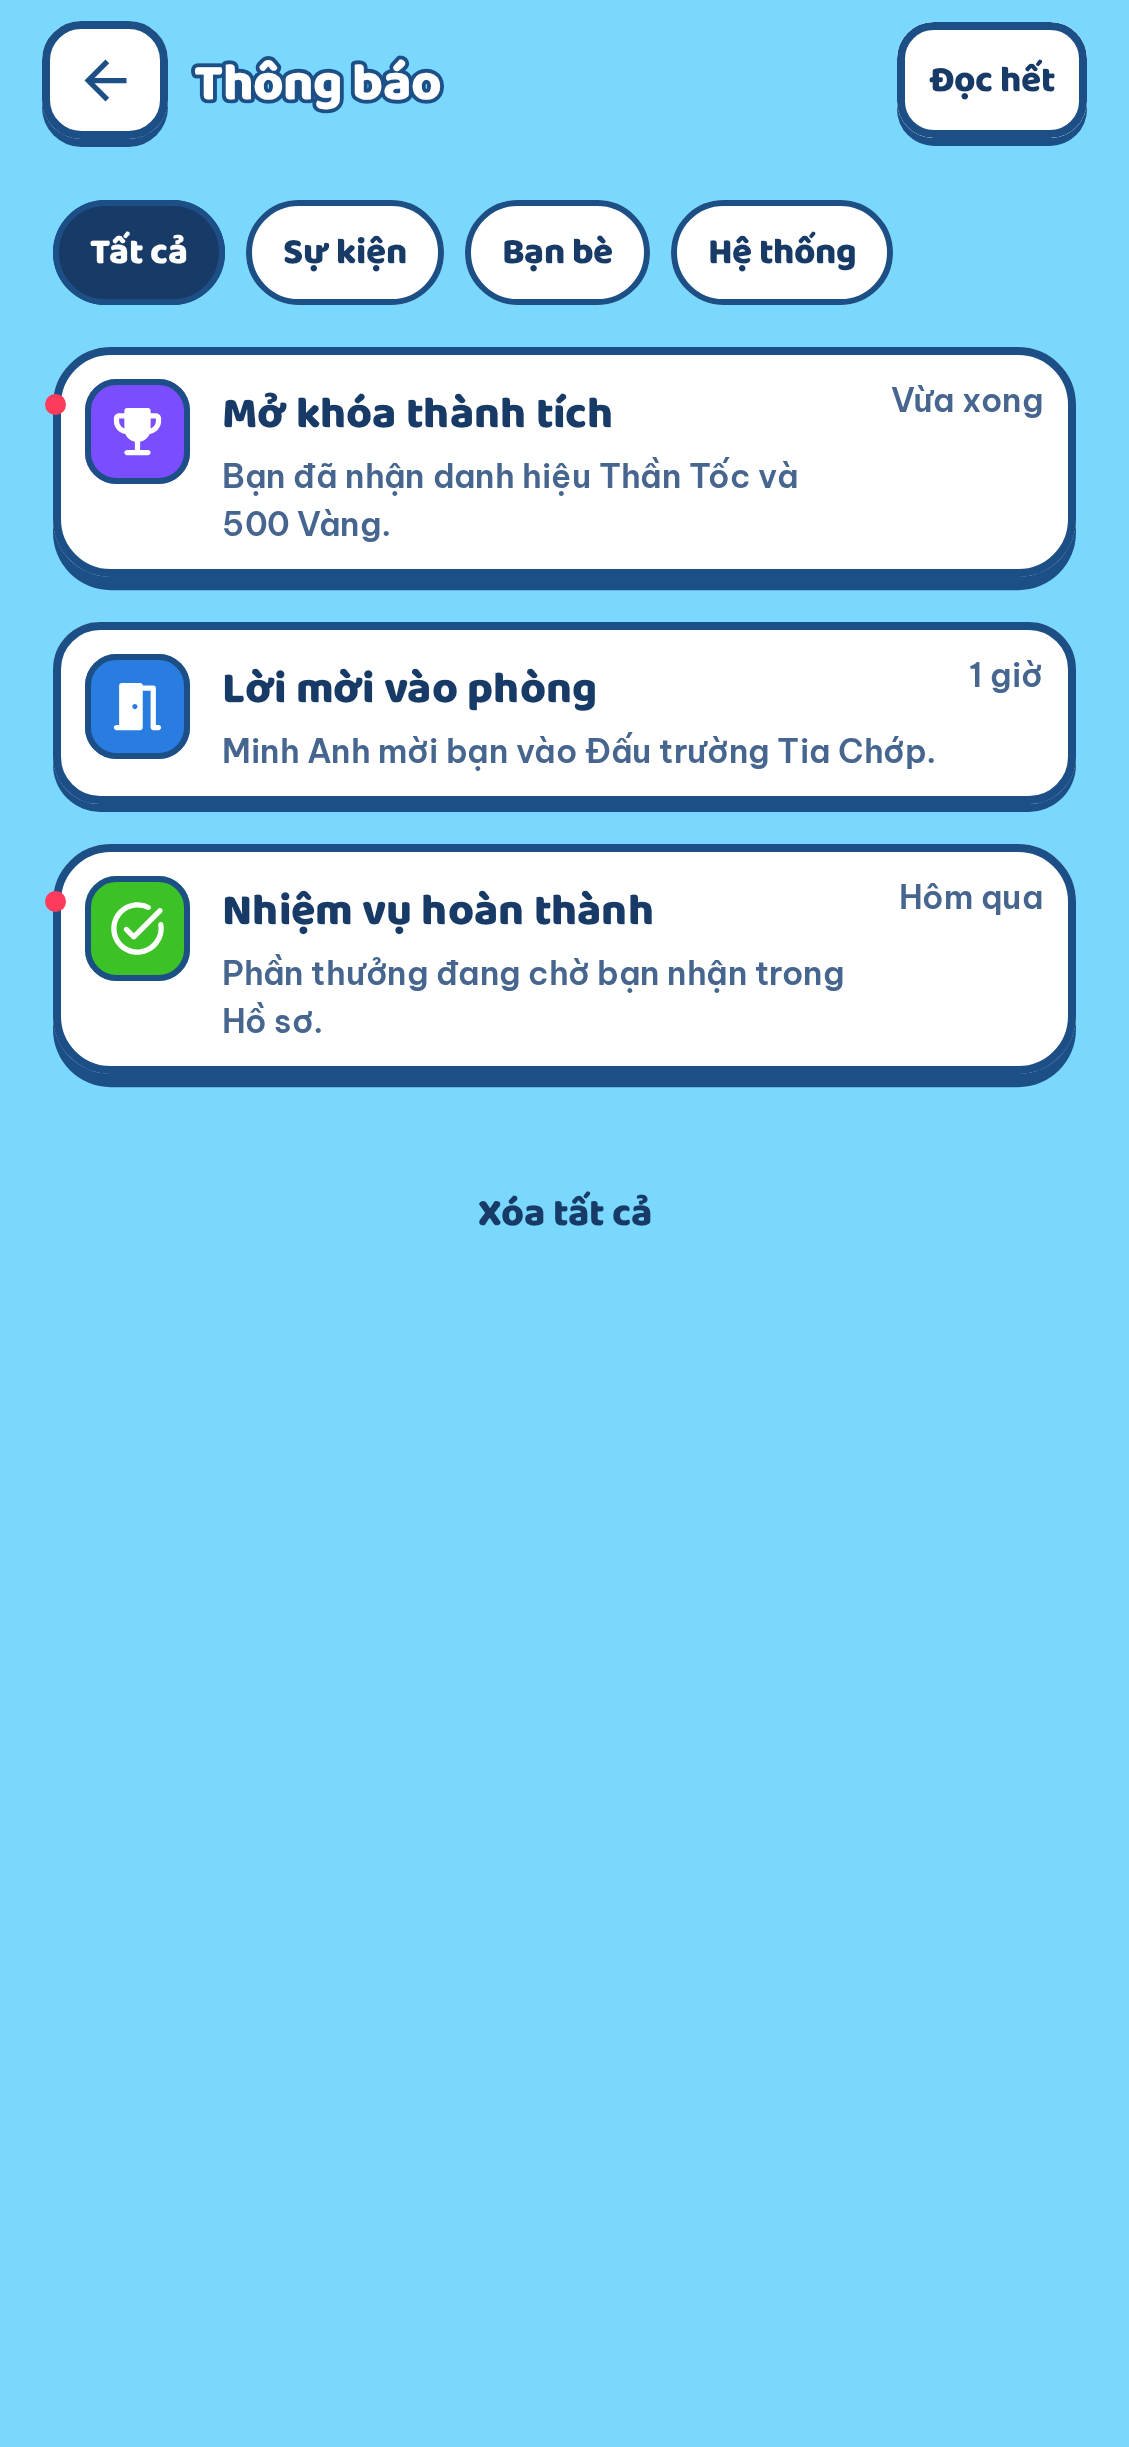 Thông báo
Đọc hết
Tất cả
Sự kiện
Bạn bè
Hệ thống
Mở khóa thành tích
Vừa xong
Bạn đã nhận danh hiệu Thần Tốc và
500 Vàng.
Lời mời vào phòng
1 giờ
Minh Anh mời bạn vào Đấu trường Tia Chớp.
Nhiệm vụ hoàn thành
Hôm qua
Phần thưởng đang chờ bạn nhận trong
Hồ sơ.
Xóa tất cả